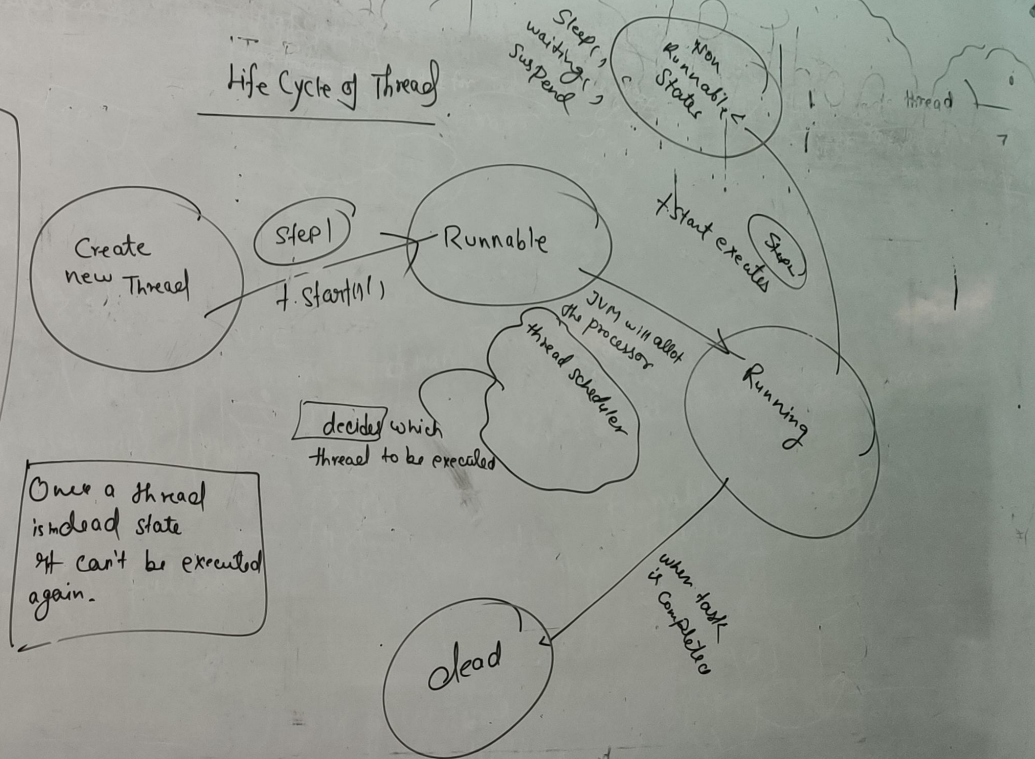 Life Cycle of Thread
Sleep(),
waiting(),
suspend
Non
Runnable
States
thread
Create
new Thread
Step1
t.start()
Runnable
t.start executes
Step2
JVM will allot
the processor
thread scheduler
Running
decides which
thread to be executed
Once a thread
is in dead state
It can't be executed
again.
when task
is completed
dead